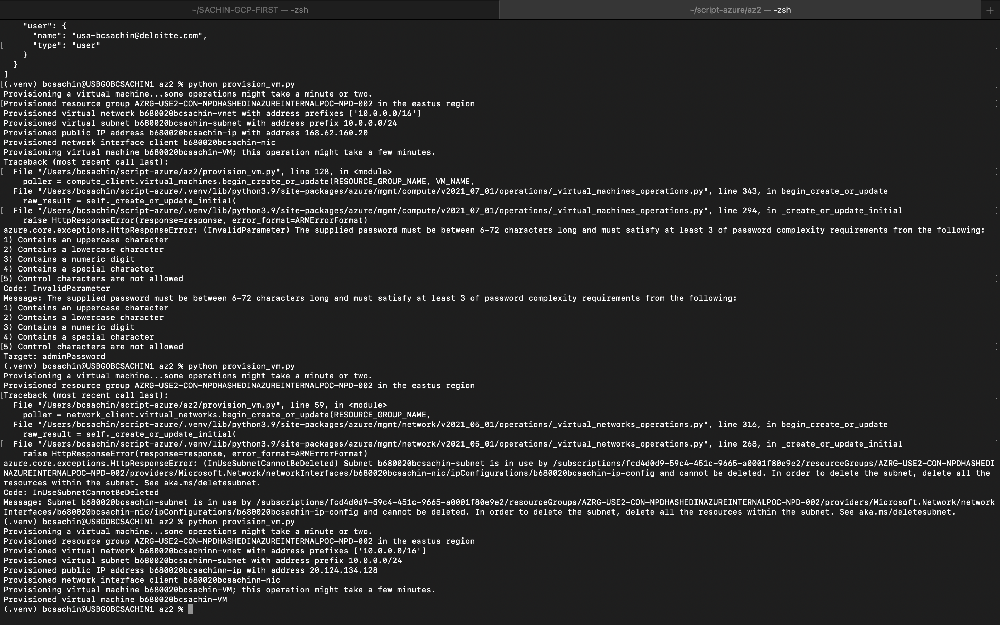 ~/SACHIN-GCP-FIRST — -zsh
~/script-azure/az2 — -zsh
+
    "user": {
      "name": "usa-bcsachin@deloitte.com",
[      "type": "user" ]
    }
  }
]
[(.venv) bcsachin@USBGOBCSACHIN1 az2 % python provision_vm.py ]
Provisioning a virtual machine...some operations might take a minute or two.
[Provisioned resource group AZRG-USE2-CON-NPDHASHEDINAZUREINTERNALPOC-NPD-002 in the eastus region ]
Provisioned virtual network b680020bcsachin-vnet with address prefixes ['10.0.0.0/16']
Provisioned virtual subnet b680020bcsachin-subnet with address prefix 10.0.0.0/24
Provisioned public IP address b680020bcsachin-ip with address 168.62.160.20
Provisioned network interface client b680020bcsachin-nic
Provisioning virtual machine b680020bcsachin-VM; this operation might take a few minutes.
Traceback (most recent call last):
[  File "/Users/bcsachin/script-azure/az2/provision_vm.py", line 128, in <module> ]
    poller = compute_client.virtual_machines.begin_create_or_update(RESOURCE_GROUP_NAME, VM_NAME,
  File "/Users/bcsachin/script-azure/.venv/lib/python3.9/site-packages/azure/mgmt/compute/v2021_07_01/operations/_virtual_machines_operations.py", line 343, in begin_create_or_update
    raw_result = self._create_or_update_initial(
[  File "/Users/bcsachin/script-azure/.venv/lib/python3.9/site-packages/azure/mgmt/compute/v2021_07_01/operations/_virtual_machines_operations.py", line 294, in _create_or_update_initial ]
    raise HttpResponseError(response=response, error_format=ARMErrorFormat)
azure.core.exceptions.HttpResponseError: (InvalidParameter) The supplied password must be between 6-72 characters long and must satisfy at least 3 of password complexity requirements from the following:
1) Contains an uppercase character
2) Contains a lowercase character
3) Contains a numeric digit
4) Contains a special character
[5) Control characters are not allowed ]
Code: InvalidParameter
Message: The supplied password must be between 6-72 characters long and must satisfy at least 3 of password complexity requirements from the following:
1) Contains an uppercase character
2) Contains a lowercase character
3) Contains a numeric digit
4) Contains a special character
[5) Control characters are not allowed ]
Target: adminPassword
(.venv) bcsachin@USBGOBCSACHIN1 az2 % python provision_vm.py
Provisioning a virtual machine...some operations might take a minute or two.
Provisioned resource group AZRG-USE2-CON-NPDHASHEDINAZUREINTERNALPOC-NPD-002 in the eastus region
[Traceback (most recent call last): ]
  File "/Users/bcsachin/script-azure/az2/provision_vm.py", line 59, in <module>
    poller = network_client.virtual_networks.begin_create_or_update(RESOURCE_GROUP_NAME,
  File "/Users/bcsachin/script-azure/.venv/lib/python3.9/site-packages/azure/mgmt/network/v2021_05_01/operations/_virtual_networks_operations.py", line 316, in begin_create_or_update
    raw_result = self._create_or_update_initial(
[  File "/Users/bcsachin/script-azure/.venv/lib/python3.9/site-packages/azure/mgmt/network/v2021_05_01/operations/_virtual_networks_operations.py", line 268, in _create_or_update_initial ]
    raise HttpResponseError(response=response, error_format=ARMErrorFormat)
azure.core.exceptions.HttpResponseError: (InUseSubnetCannotBeDeleted) Subnet b680020bcsachin-subnet is in use by /subscriptions/fcd4d0d9-59c4-451c-9665-a0001f80e9e2/resourceGroups/AZRG-USE2-CON-NPDHASHEDI
NAZUREINTERNALPOC-NPD-002/providers/Microsoft.Network/networkInterfaces/b680020bcsachin-nic/ipConfigurations/b680020bcsachin-ip-config and cannot be deleted. In order to delete the subnet, delete all the
resources within the subnet. See aka.ms/deletesubnet.
Code: InUseSubnetCannotBeDeleted
Message: Subnet b680020bcsachin-subnet is in use by /subscriptions/fcd4d0d9-59c4-451c-9665-a0001f80e9e2/resourceGroups/AZRG-USE2-CON-NPDHASHEDINAZUREINTERNALPOC-NPD-002/providers/Microsoft.Network/network
Interfaces/b680020bcsachin-nic/ipConfigurations/b680020bcsachin-ip-config and cannot be deleted. In order to delete the subnet, delete all the resources within the subnet. See aka.ms/deletesubnet.
(.venv) bcsachin@USBGOBCSACHIN1 az2 % python provision_vm.py
Provisioning a virtual machine...some operations might take a minute or two.
Provisioned resource group AZRG-USE2-CON-NPDHASHEDINAZUREINTERNALPOC-NPD-002 in the eastus region
Provisioned virtual network b680020bcsachinn-vnet with address prefixes ['10.0.0.0/16']
Provisioned virtual subnet b680020bcsachinn-subnet with address prefix 10.0.0.0/24
Provisioned public IP address b680020bcsachinn-ip with address 20.124.134.128
Provisioned network interface client b680020bcsachinn-nic
Provisioning virtual machine b680020bcsachin-VM; this operation might take a few minutes.
Provisioned virtual machine b680020bcsachin-VM
(.venv) bcsachin@USBGOBCSACHIN1 az2 %